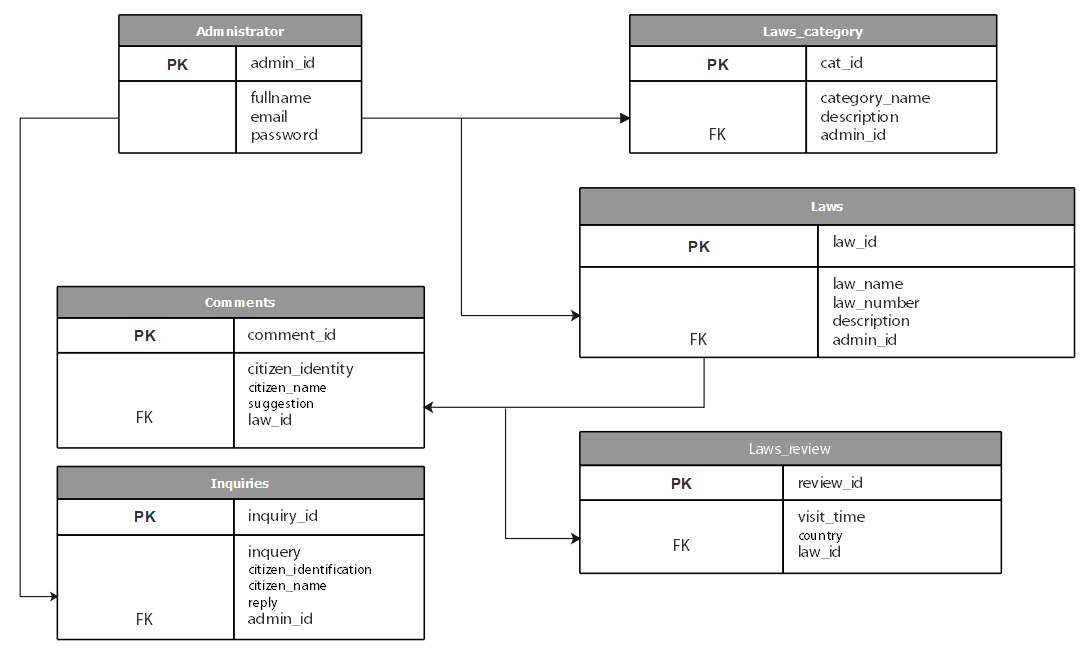 Admnistrator
PK admin_id
fullname
email
password
Laws_category
PK cat_id
category_name
description
FK admin_id
Laws
PK law_id
law_name
law_number
description
FK admin_id
Comments
PK comment_id
citizen_identity
citizen_name
suggestion
FK law_id
Laws_review
PK review_id
visit_time
country
FK law_id
Inquiries
PK inquiry_id
inquery
citizen_identification
citizen_name
reply
FK admin_id